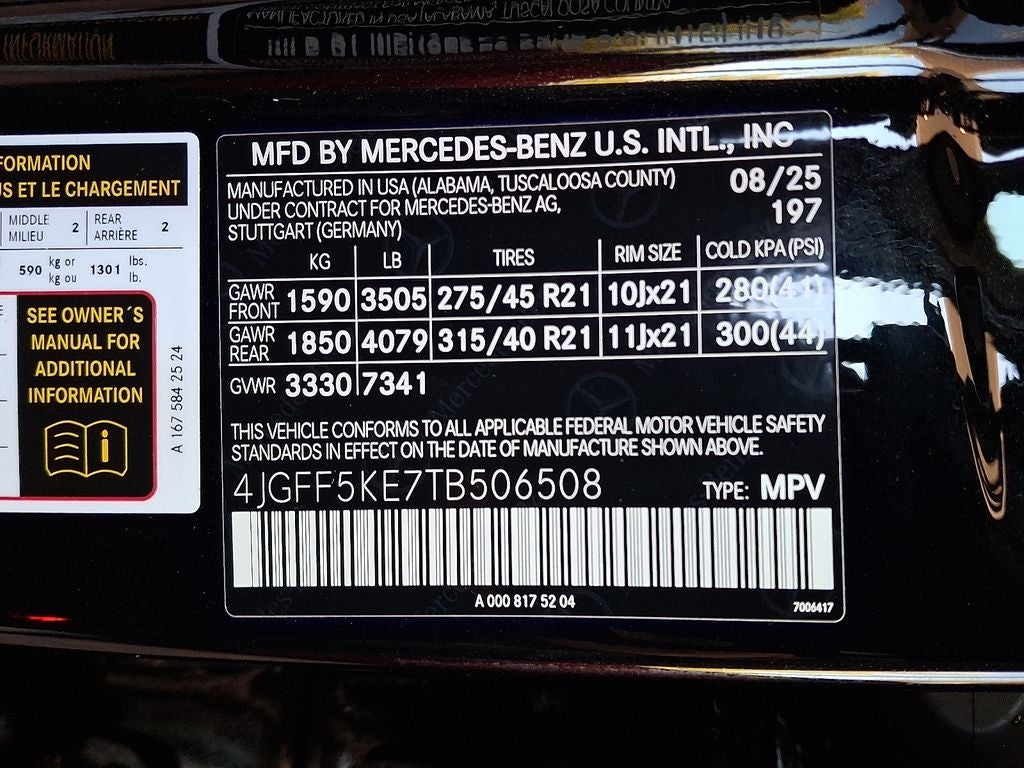 INFORMATION
FORMATION
US ET LE CHARGEMENT
MIDDLE MILIEU 2 REAR ARRIÈRE 2
590 kg or kg ou 1301 lbs. lb.
SEE OWNER´S
MANUAL FOR
ADDITIONAL
INFORMATION
A 167 584 25 24
MFD BY MERCEDES-BENZ U.S. INTL., INC
MANUFACTURED IN USA (ALABAMA, TUSCALOOSA COUNTY) 08/25
UNDER CONTRACT FOR MERCEDES-BENZ AG, 197
STUTTGART (GERMANY)
KG LB TIRES RIM SIZE COLD KPA(PSI)
GAWR FRONT 1590 3505 275/45 R21 10Jx21 280(41)
GAWR REAR 1850 4079 315/40 R21 11Jx21 300(44)
GVWR 3330 7341
THIS VEHICLE CONFORMS TO ALL APPLICABLE FEDERAL MOTOR VEHICLE SAFETY
STANDARDS IN EFFECT ON THE DATE OF MANUFACTURE SHOWN ABOVE.
4JGFF5KE7TB506508 TYPE: MPV
A 000 817 52 04
7006417